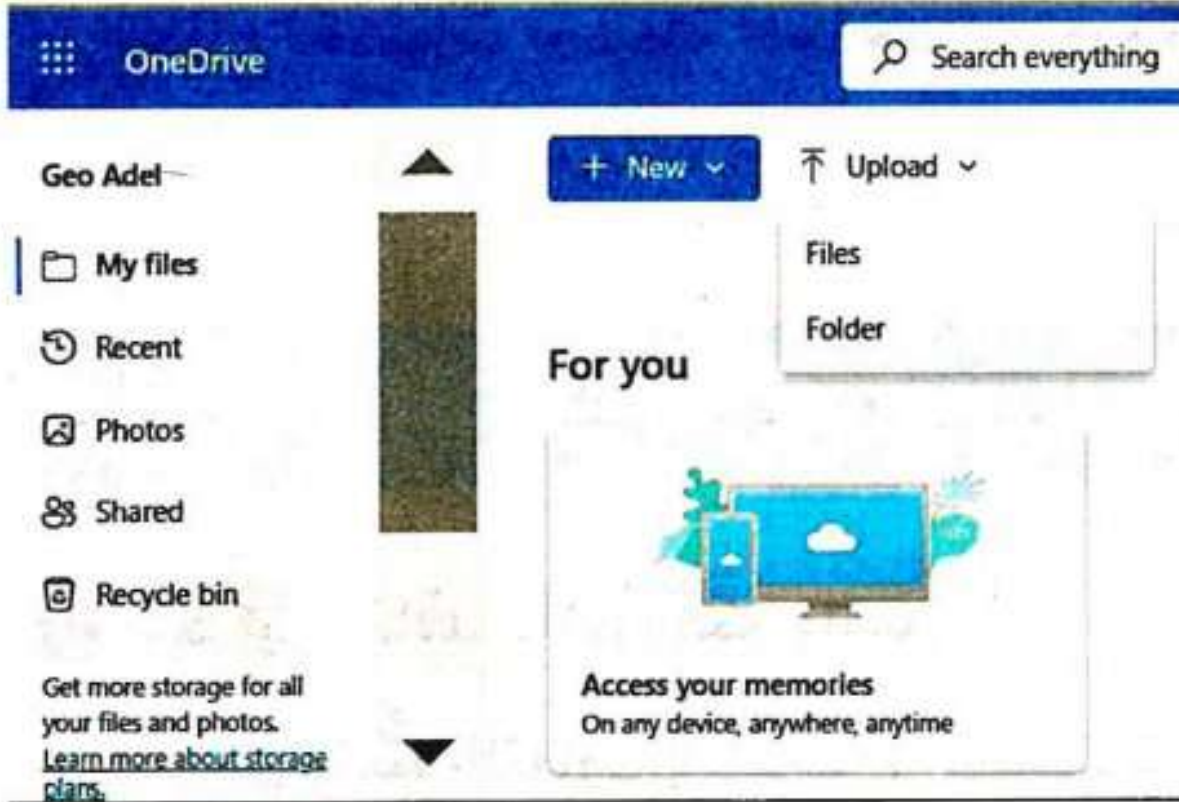 OneDrive
Search everything
Geo Adel
My files
Recent
Photos
Shared
Recycle bin
Get more storage for all
your files and photos.
Learn more about storage
plans.
+ New
Upload
Files
Folder
For you
Access your memories
On any device, anywhere, anytime